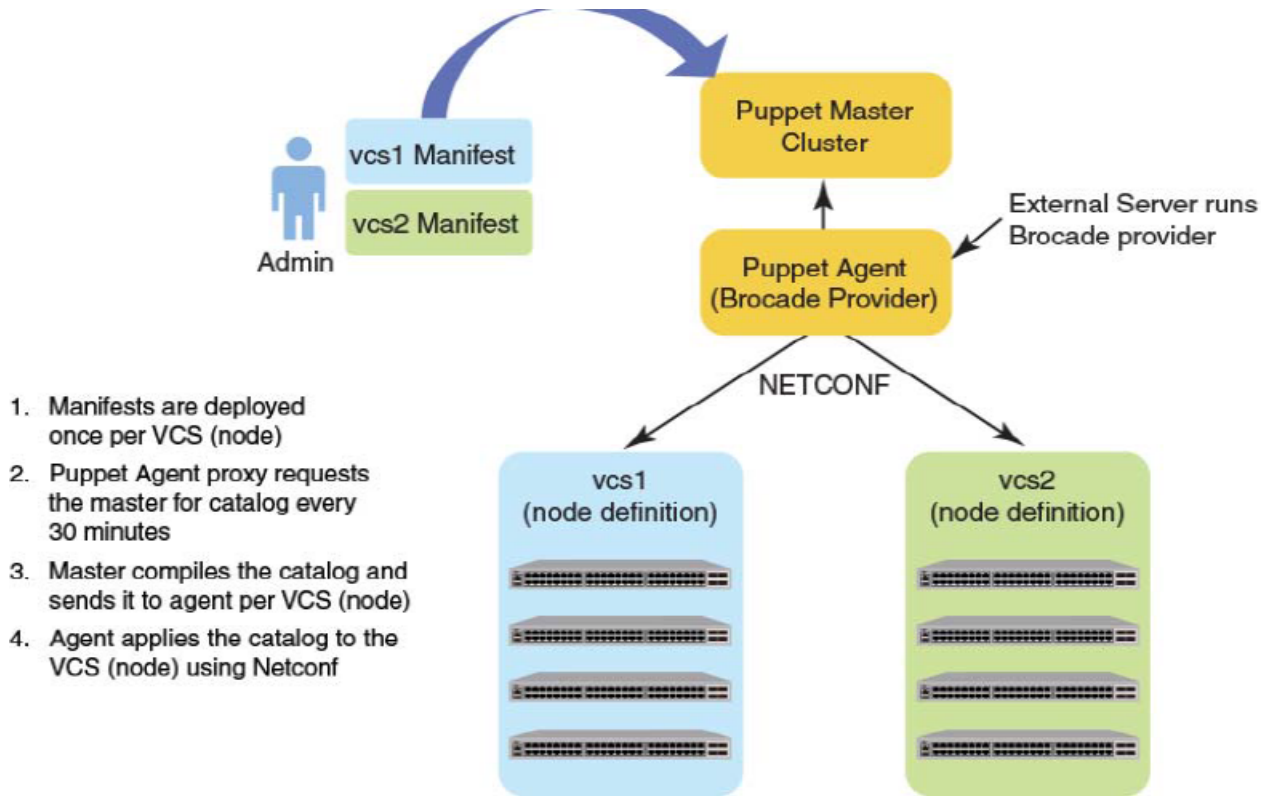 Puppet Master
Cluster
vcs1 Manifest
vcs2 Manifest
Admin
External Server runs
Brocade provider
Puppet Agent
(Brocade Provider)
NETCONF
1. Manifests are deployed
once per VCS (node)
2. Puppet Agent proxy requests
the master for catalog every
30 minutes
3. Master compiles the catalog and
sends it to agent per VCS (node)
4. Agent applies the catalog to the
VCS (node) using Netconf
vcs1
(node definition)
vcs2
(node definition)